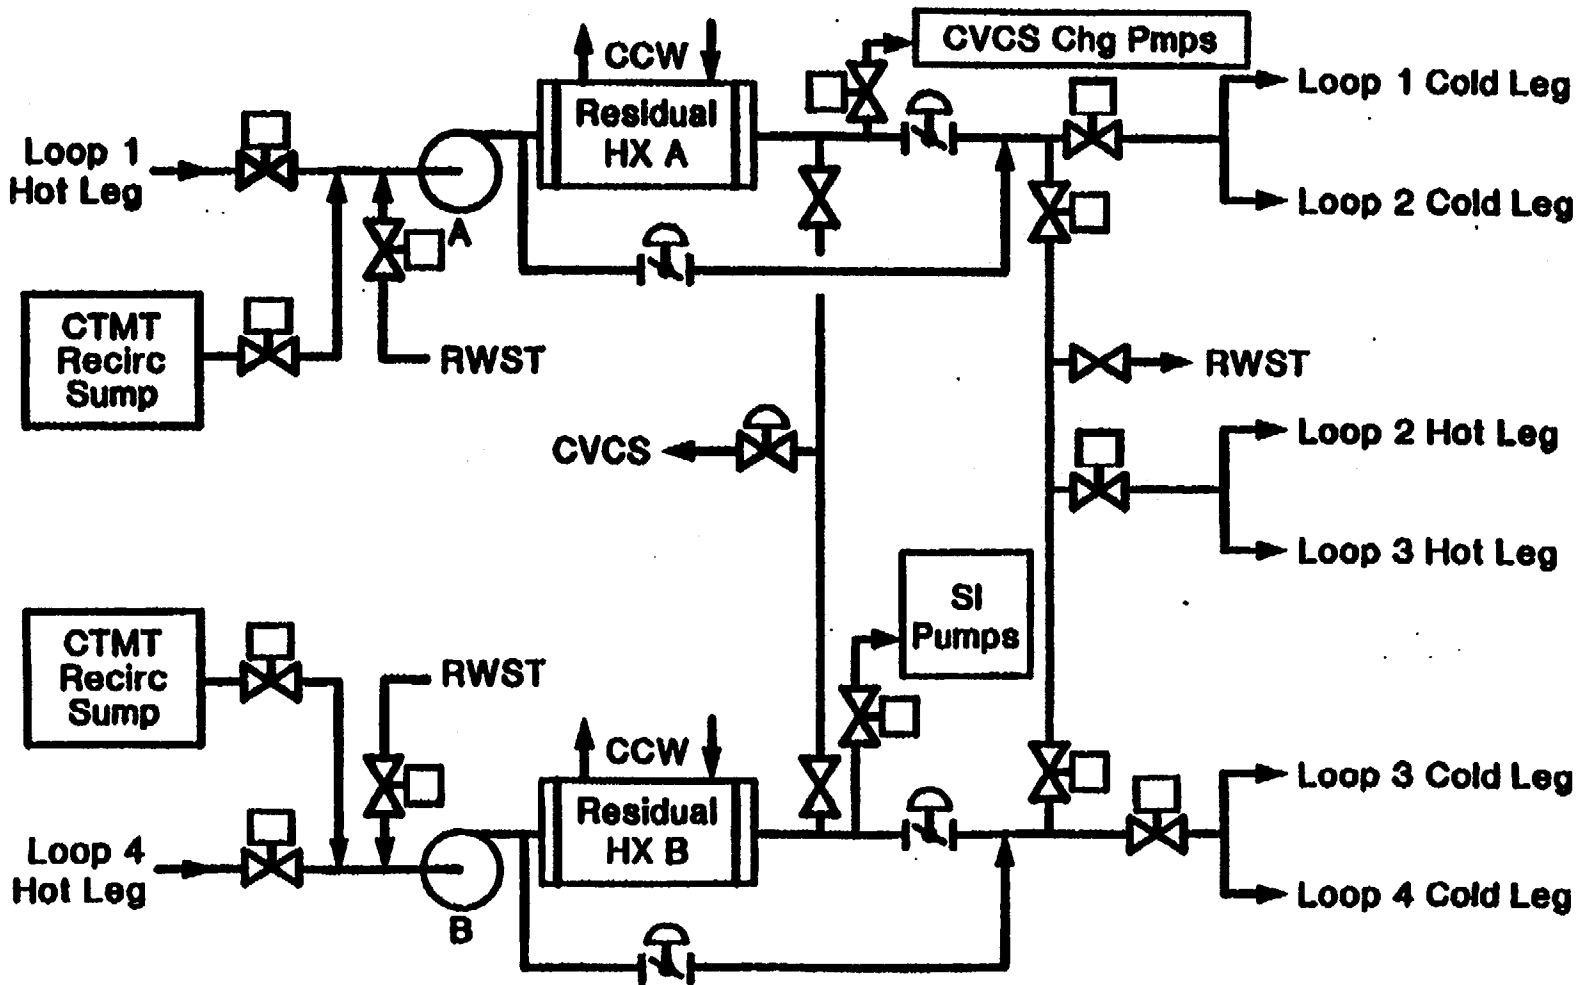 CVCS Chg Pmps
CCW
Loop 1 Cold Leg
Residual
HX A
Loop 1
Hot Leg
Loop 2 Cold Leg
A
CTMT
Recirc
Sump
RWST
RWST
CVCS
Loop 2 Hot Leg
Loop 3 Hot Leg
SI
Pumps
CTMT
Recirc
Sump
RWST
CCW
Loop 3 Cold Leg
Residual
HX B
Loop 4
Hot Leg
Loop 4 Cold Leg
B